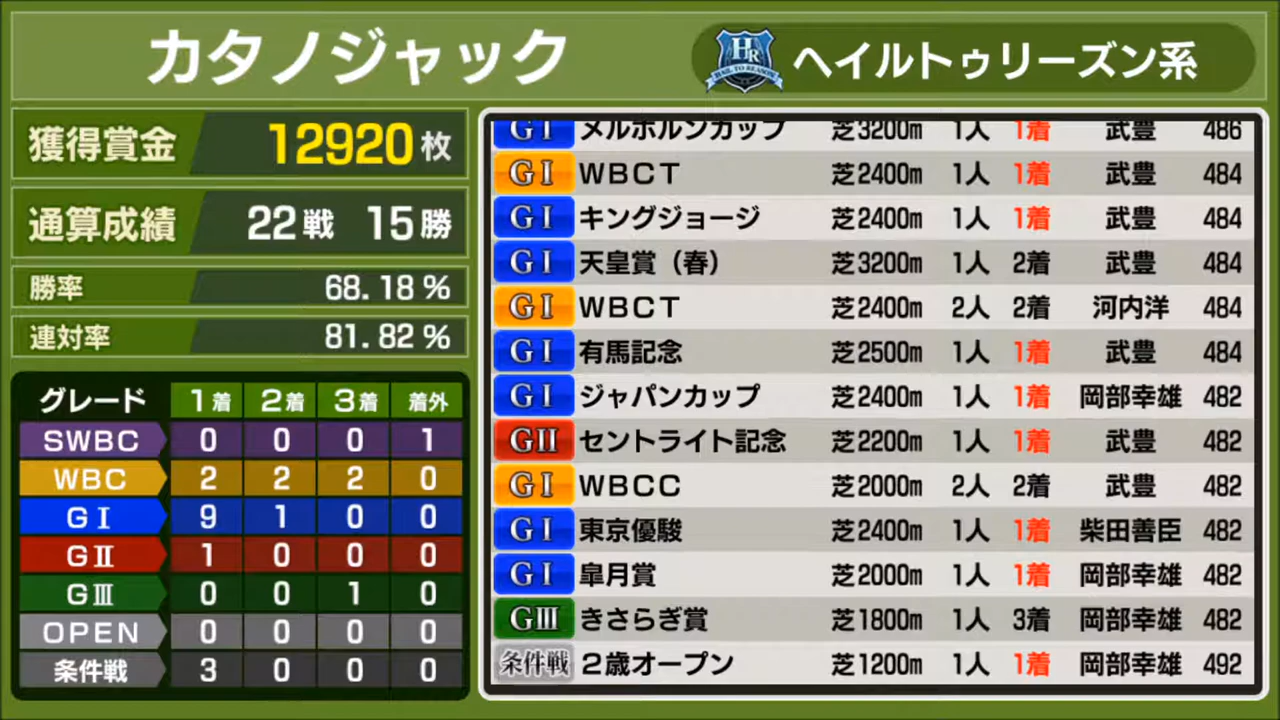 カタノジャック
HR HAIL TO REASON ヘイルトゥリーズン系
獲得賞金 12920枚
通算成績 22戦 15勝
勝率 68.18%
連対率 81.82%
グレード 1着 2着 3着 着外
SWBC 0 0 0 1
WBC 2 2 2 0
GⅠ 9 1 0 0
GⅡ 1 0 0 0
GⅢ 0 0 1 0
OPEN 0 0 0 0
条件戦 3 0 0 0
GⅠ メルボルンカップ 芝3200m 1人 1着 武豊 486
GⅠ WBCT 芝2400m 1人 1着 武豊 484
GⅠ キングジョージ 芝2400m 1人 1着 武豊 484
GⅠ 天皇賞（春） 芝3200m 1人 2着 武豊 484
GⅠ WBCT 芝2400m 2人 2着 河内洋 484
GⅠ 有馬記念 芝2500m 1人 1着 武豊 484
GⅠ ジャパンカップ 芝2400m 1人 1着 岡部幸雄 482
GⅡ セントライト記念 芝2200m 1人 1着 武豊 482
GⅠ WBCC 芝2000m 2人 2着 武豊 482
GⅠ 東京優駿 芝2400m 1人 1着 柴田善臣 482
GⅠ 皐月賞 芝2000m 1人 1着 岡部幸雄 482
GⅢ きさらぎ賞 芝1800m 1人 3着 岡部幸雄 482
条件戦 2歳オープン 芝1200m 1人 1着 岡部幸雄 492